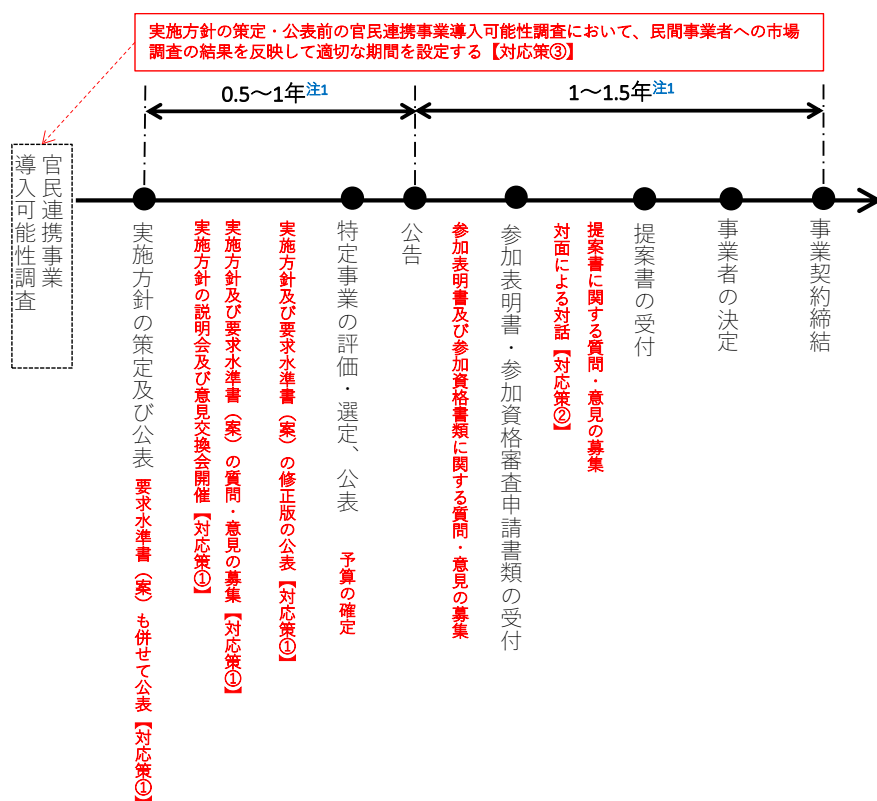 実施方針の策定・公表前の官民連携事業導入可能性調査において、民間事業者への市場
調査の結果を反映して適切な期間を設定する【対応策③】
0.5～1年注1
1～1.5年注1
官民連携事業
導入可能性調査
実施方針の策定及び公表
要求水準書（案）も併せて公表【対応策①】
実施方針の説明会及び意見交換会開催【対応策①】
実施方針及び要求水準書（案）の質問・意見の募集【対応策①】
実施方針及び要求水準書（案）の修正版の公表【対応策①】
特定事業の評価・選定、公表
予算の確定
公告
参加表明書及び参加資格書類に関する質問・意見の募集
参加表明書・参加資格審査申請書類の受付
対面による対話【対応策②】
提案書に関する質問・意見の募集
提案書の受付
事業者の決定
事業契約締結